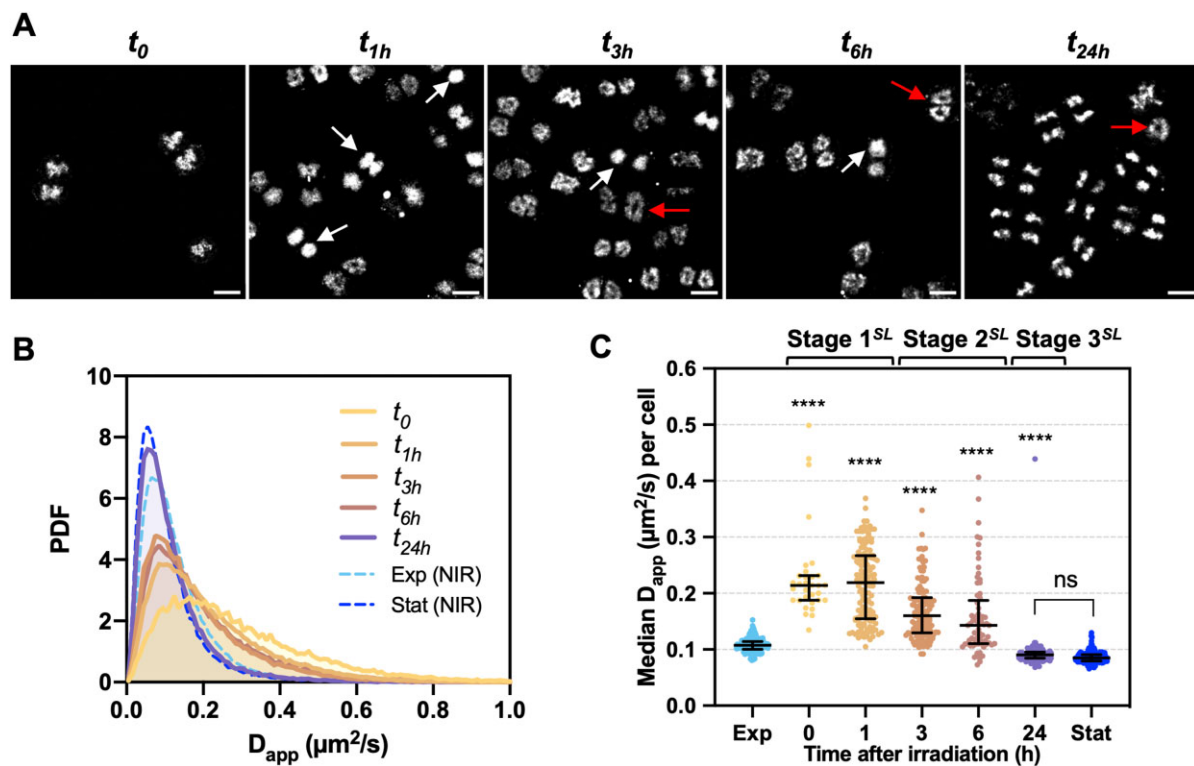 A
t0
t1h
t3h
t6h
t24h
B
10
8
6
4
2
0
PDF
0.0
0.2
0.4
0.6
0.8
1.0
Dapp (µm²/s)
t0
t1h
t3h
t6h
t24h
Exp (NIR)
Stat (NIR)
C
Stage 1SL
Stage 2SL
Stage 3SL
0.6
0.5
0.4
0.3
0.2
0.1
0.0
Median Dapp (µm²/s) per cell
****
****
****
****
****
ns
Exp
0
1
3
6
24
Stat
Time after irradiation (h)